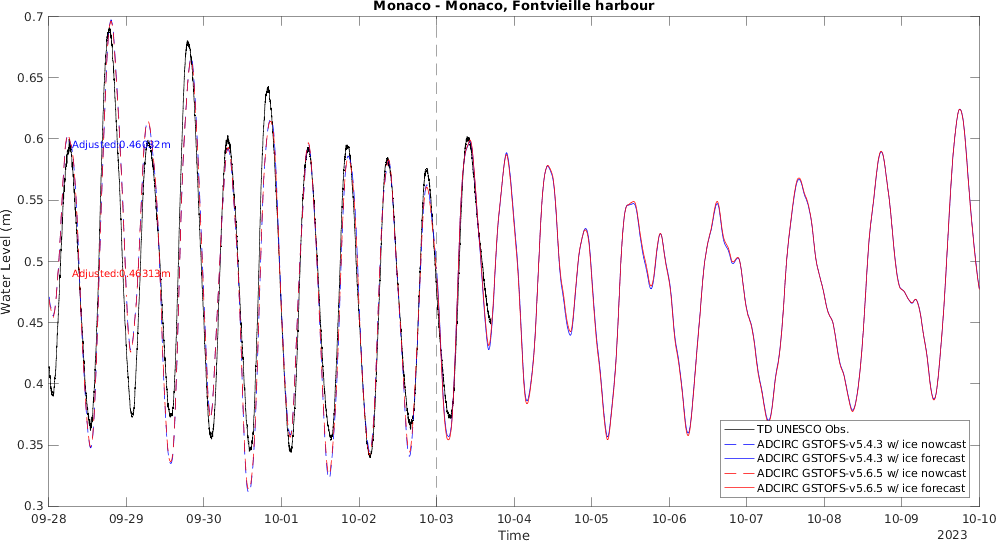 Monaco - Monaco, Fontvieille harbour
0.7
0.65
0.6
0.55
0.5
0.45
0.4
0.35
0.3
Water Level (m)
Adjusted:0.46032m
Adjusted:0.46313m
TD UNESCO Obs.
ADCIRC GSTOFS-v5.4.3 w/ ice nowcast
ADCIRC GSTOFS-v5.4.3 w/ ice forecast
ADCIRC GSTOFS-v5.6.5 w/ ice nowcast
ADCIRC GSTOFS-v5.6.5 w/ ice forecast
09-28 09-29 09-30 10-01 10-02 10-03 10-04 10-05 10-06 10-07 10-08 10-09 10-10
Time
2023